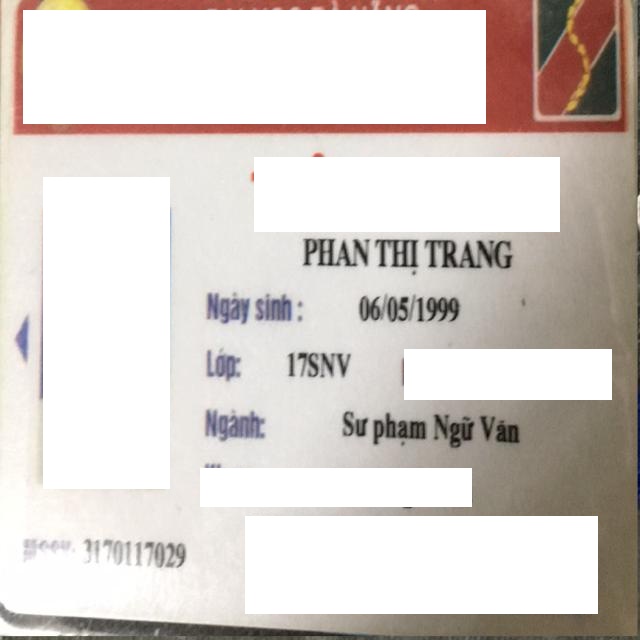 PHAN THỊ TRANG
Ngày sinh : 06/05/1999
Lớp: 17SNV
Ngành: Sư phạm Ngữ Văn
3170117029